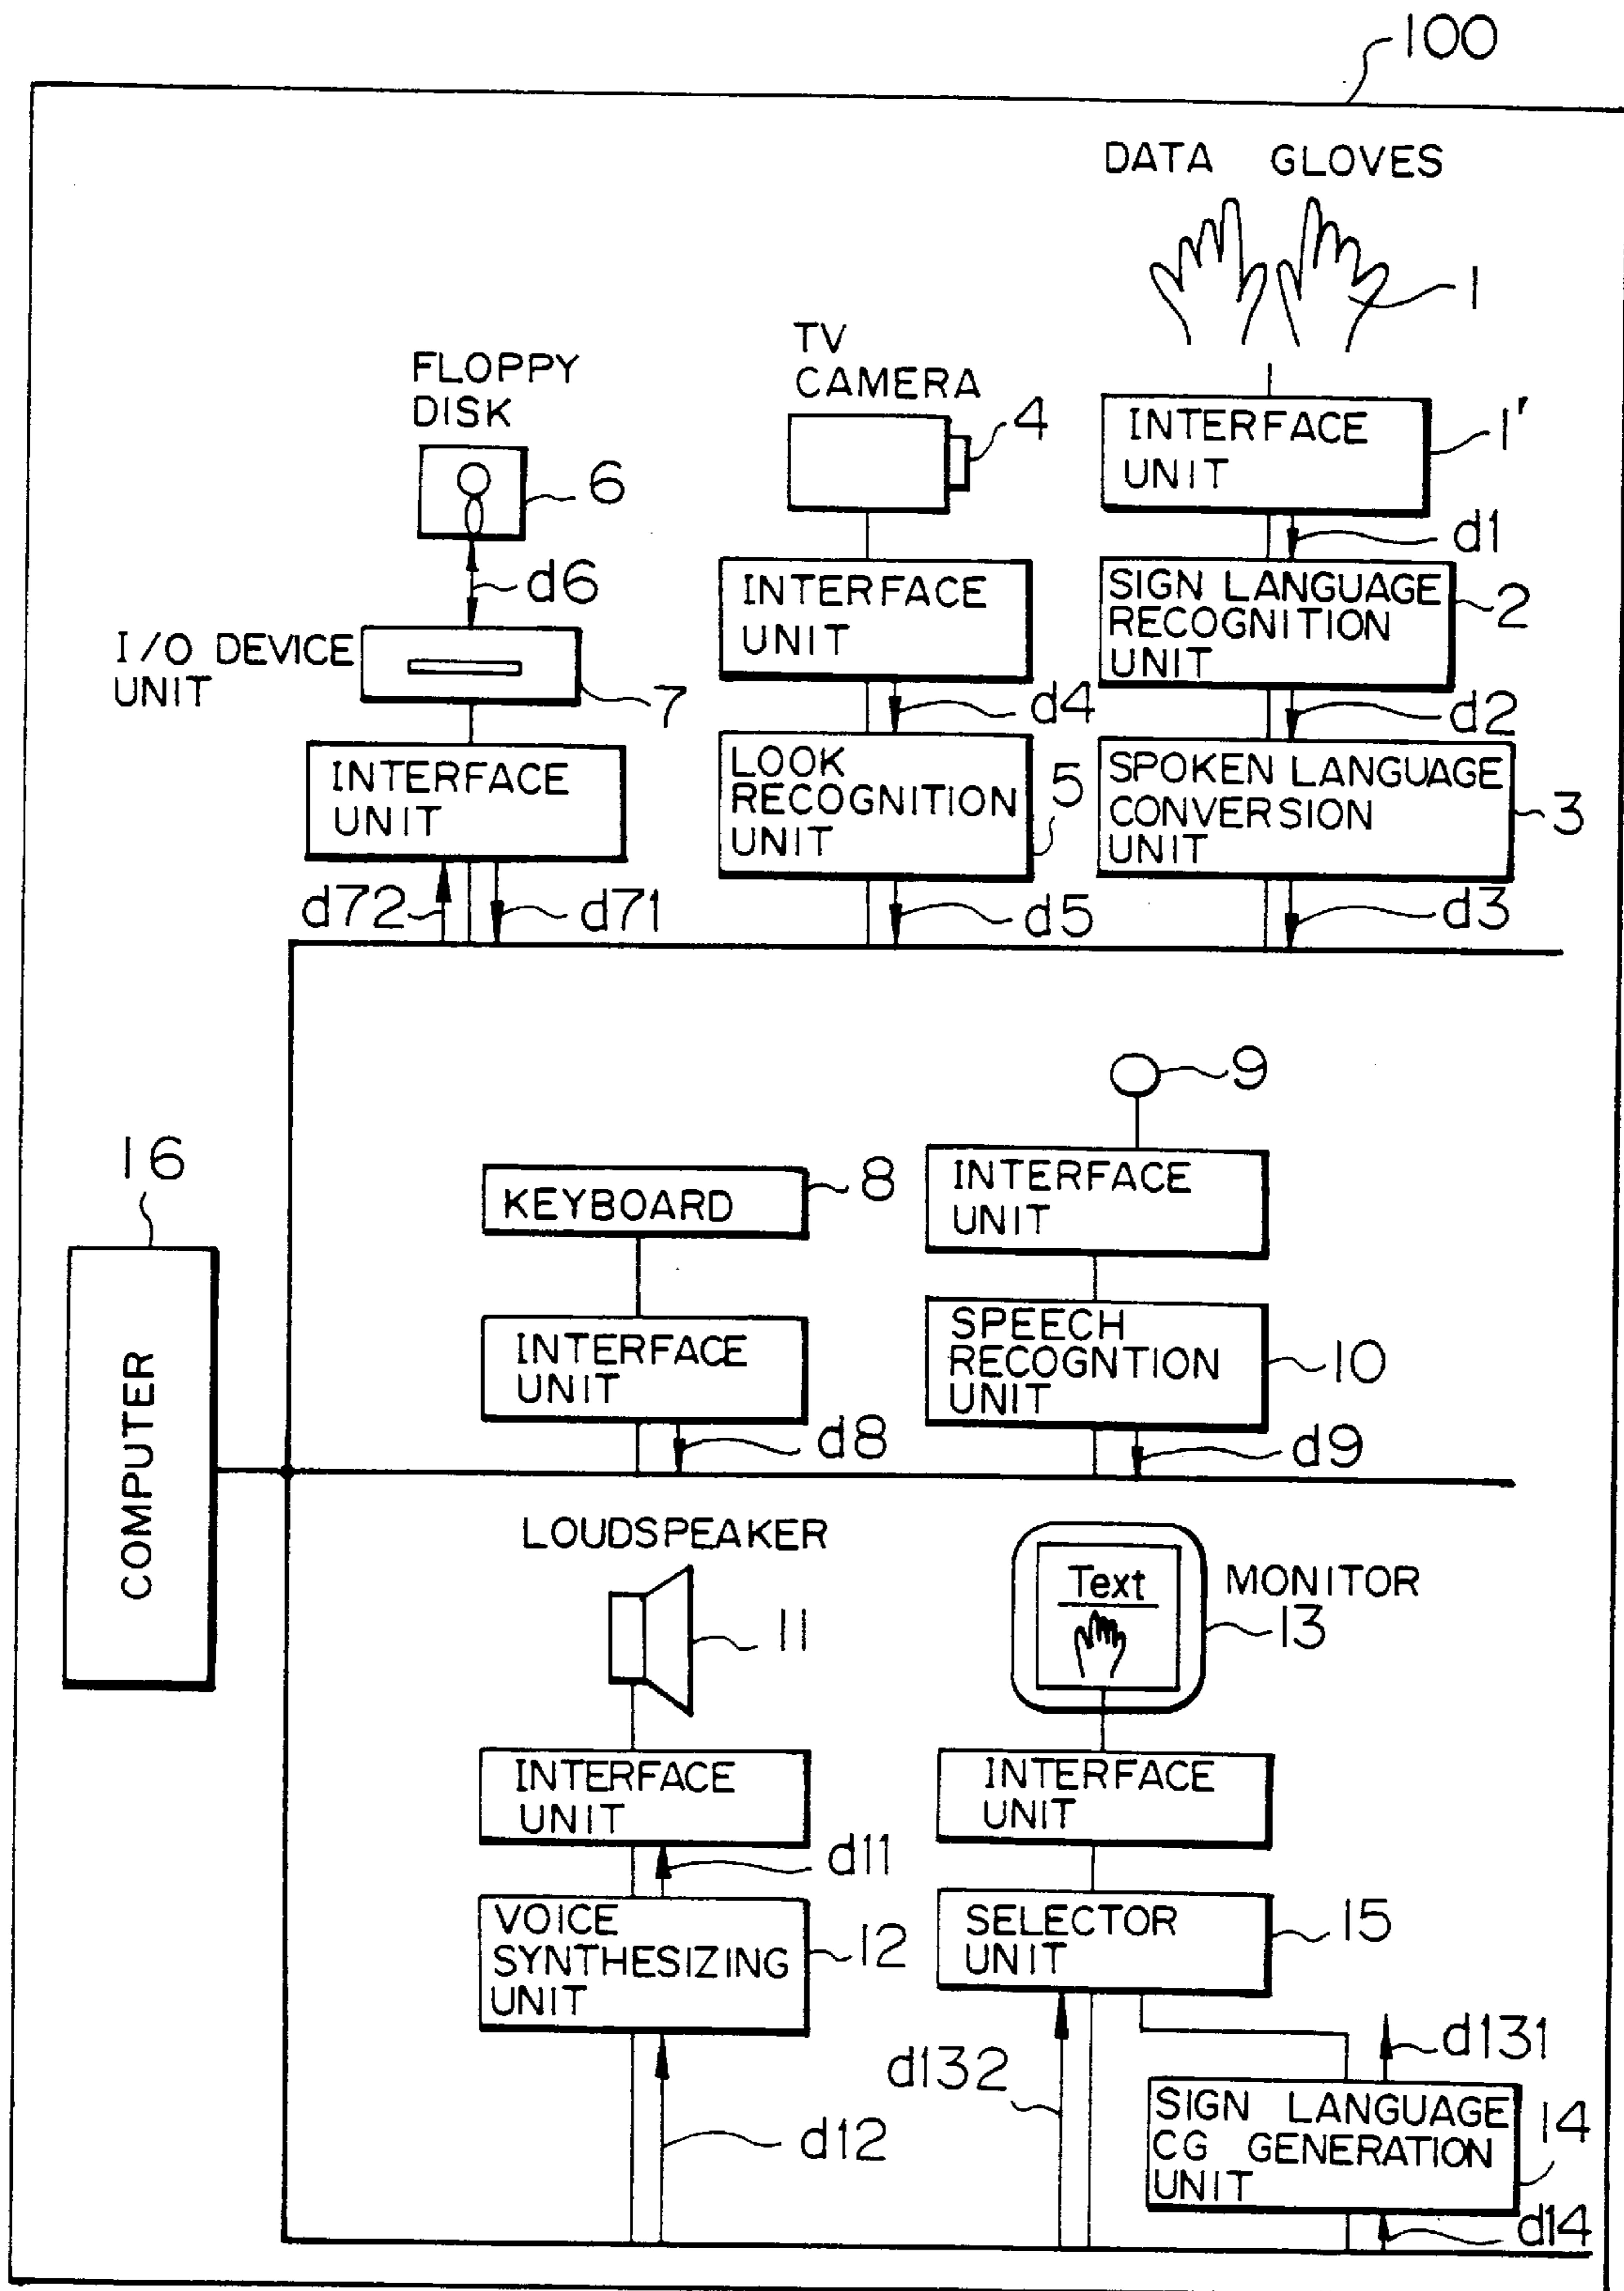 100
DATA GLOVES
1
TV
CAMERA
4
FLOPPY
DISK
6
INTERFACE
UNIT
1'
d1
d6
INTERFACE
UNIT
SIGN LANGUAGE
RECOGNITION
UNIT
2
I/O DEVICE
UNIT
7
d4
d2
INTERFACE
UNIT
LOOK
RECOGNITION
UNIT
5
SPOKEN LANGUAGE
CONVERSION
UNIT
3
d72
d71
d5
d3
9
16
KEYBOARD
8
INTERFACE
UNIT
COMPUTER
INTERFACE
UNIT
SPEECH
RECOGNTION
UNIT
10
d8
d9
LOUDSPEAKER
11
Text
MONITOR
13
INTERFACE
UNIT
INTERFACE
UNIT
d11
VOICE
SYNTHESIZING
UNIT
12
SELECTOR
UNIT
15
d131
d132
d12
SIGN LANGUAGE
CG GENERATION
UNIT
14
d14